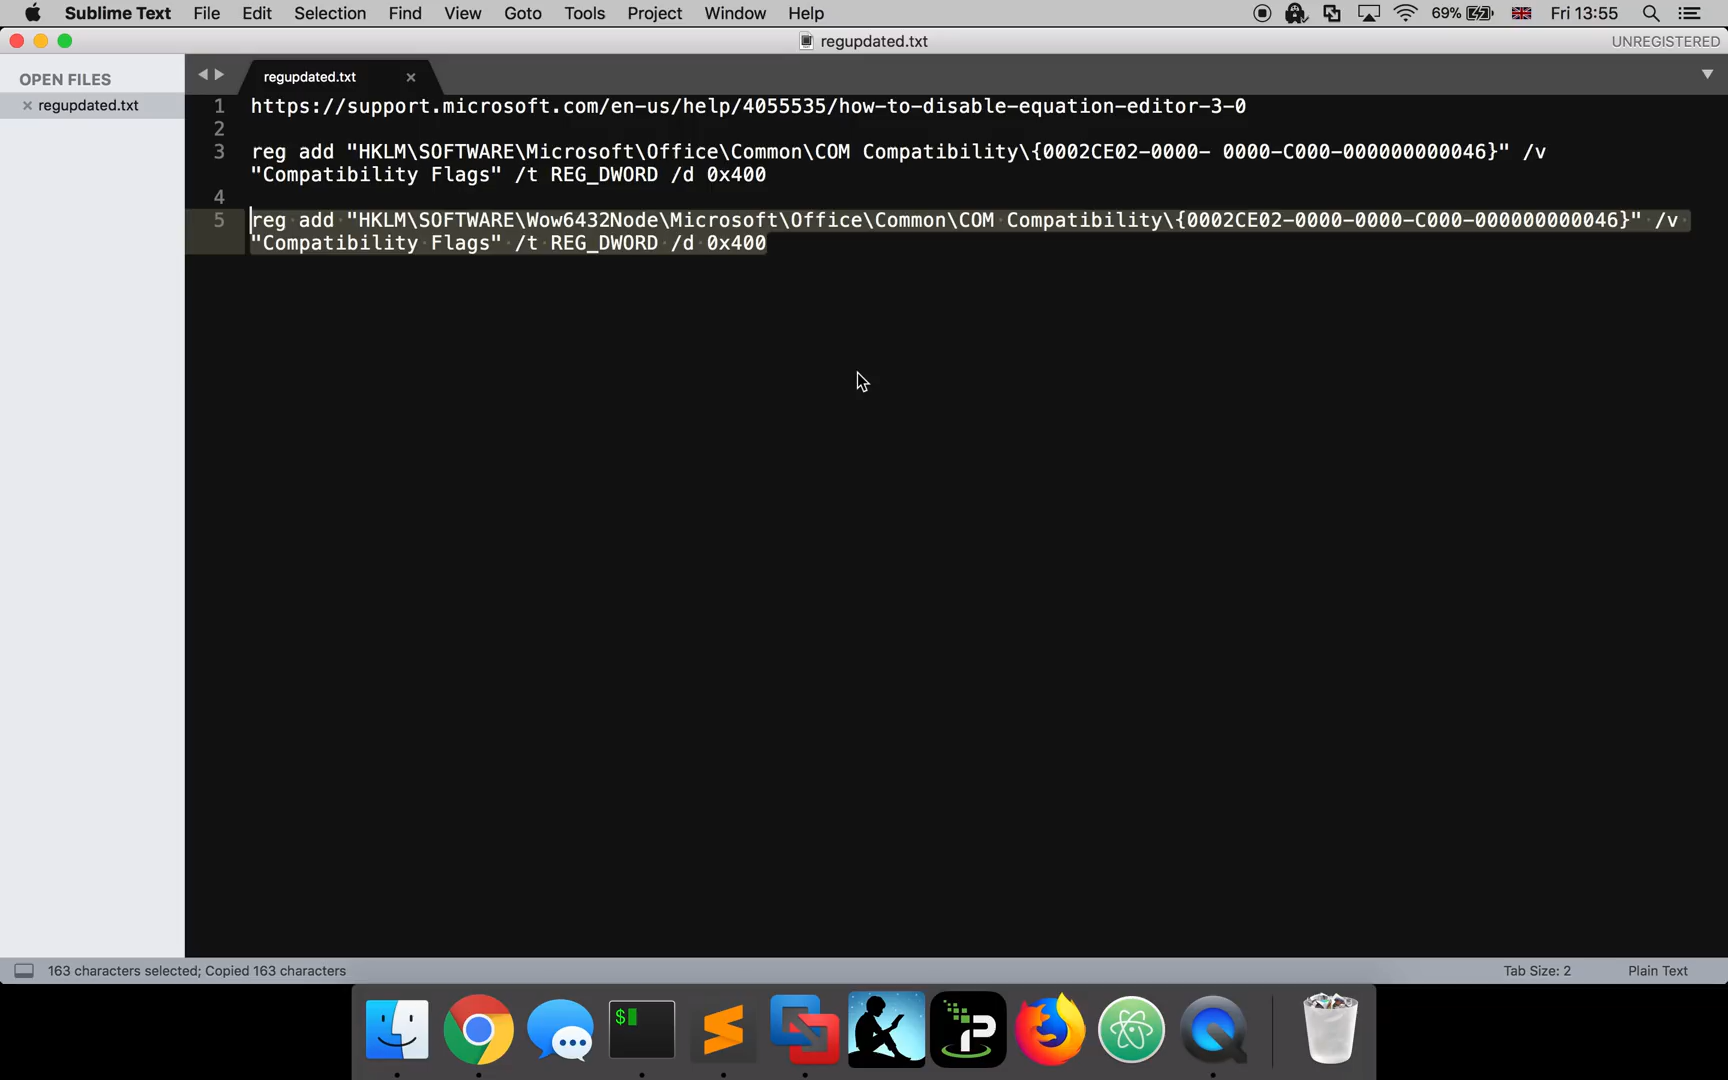 Sublime Text File Edit Selection Find View Goto Tools Project Window Help 69% Fri 13:55
regupdated.txt UNREGISTERED
OPEN FILES
regupdated.txt
regupdated.txt
1 https://support.microsoft.com/en-us/help/4055535/how-to-disable-equation-editor-3-0
2
3 reg add "HKLM\SOFTWARE\Microsoft\Office\Common\COM Compatibility\{0002CE02-0000- 0000-C000-000000000046}" /v
"Compatibility Flags" /t REG_DWORD /d 0x400
4
5 reg add "HKLM\SOFTWARE\Wow6432Node\Microsoft\Office\Common\COM Compatibility\{0002CE02-0000-0000-C000-000000000046}" /v
"Compatibility Flags" /t REG_DWORD /d 0x400
163 characters selected; Copied 163 characters Tab Size: 2 Plain Text
$